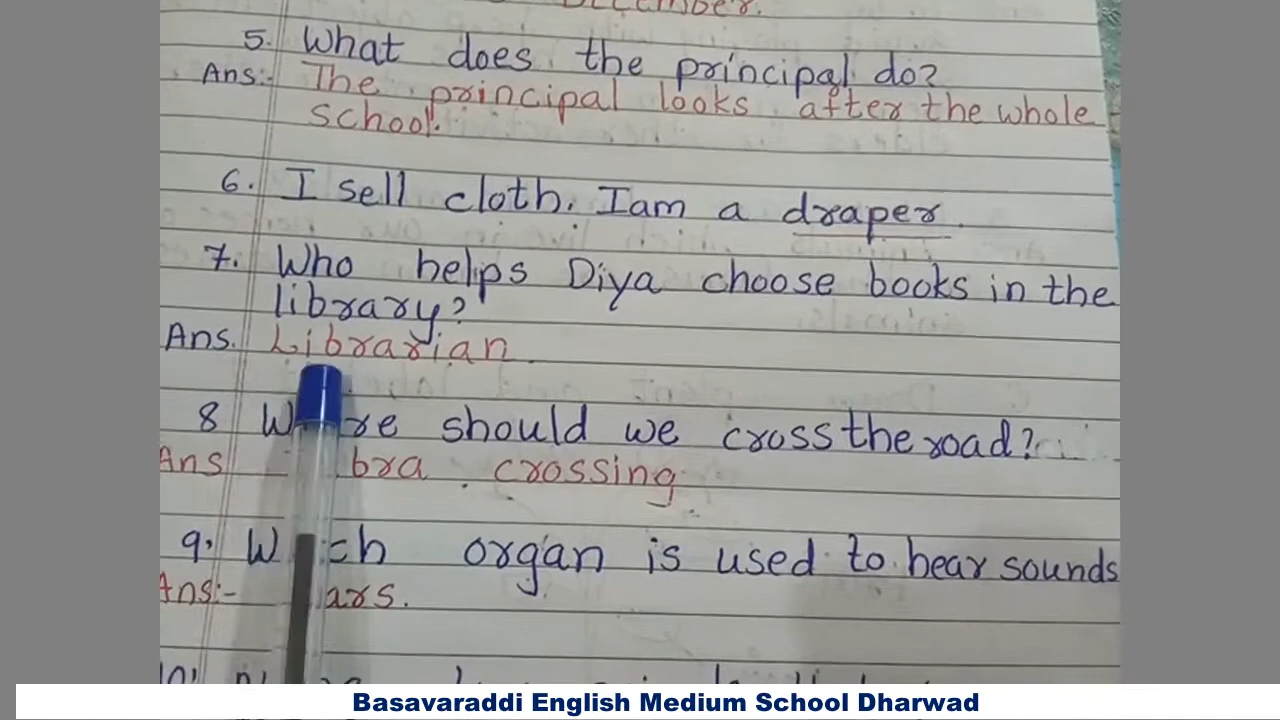 December.
5. What does the principal do?
Ans:- The principal looks after the whole
School.
6. I sell cloth. I am a draper.
7. Who helps Diya choose books in the
library?
Ans. Librarian.
8 W re should we cross the road?
Ans bra crossing
9. W ch organ is used to hear sounds
Ans:- ars.
Basavaraddi English Medium School Dharwad